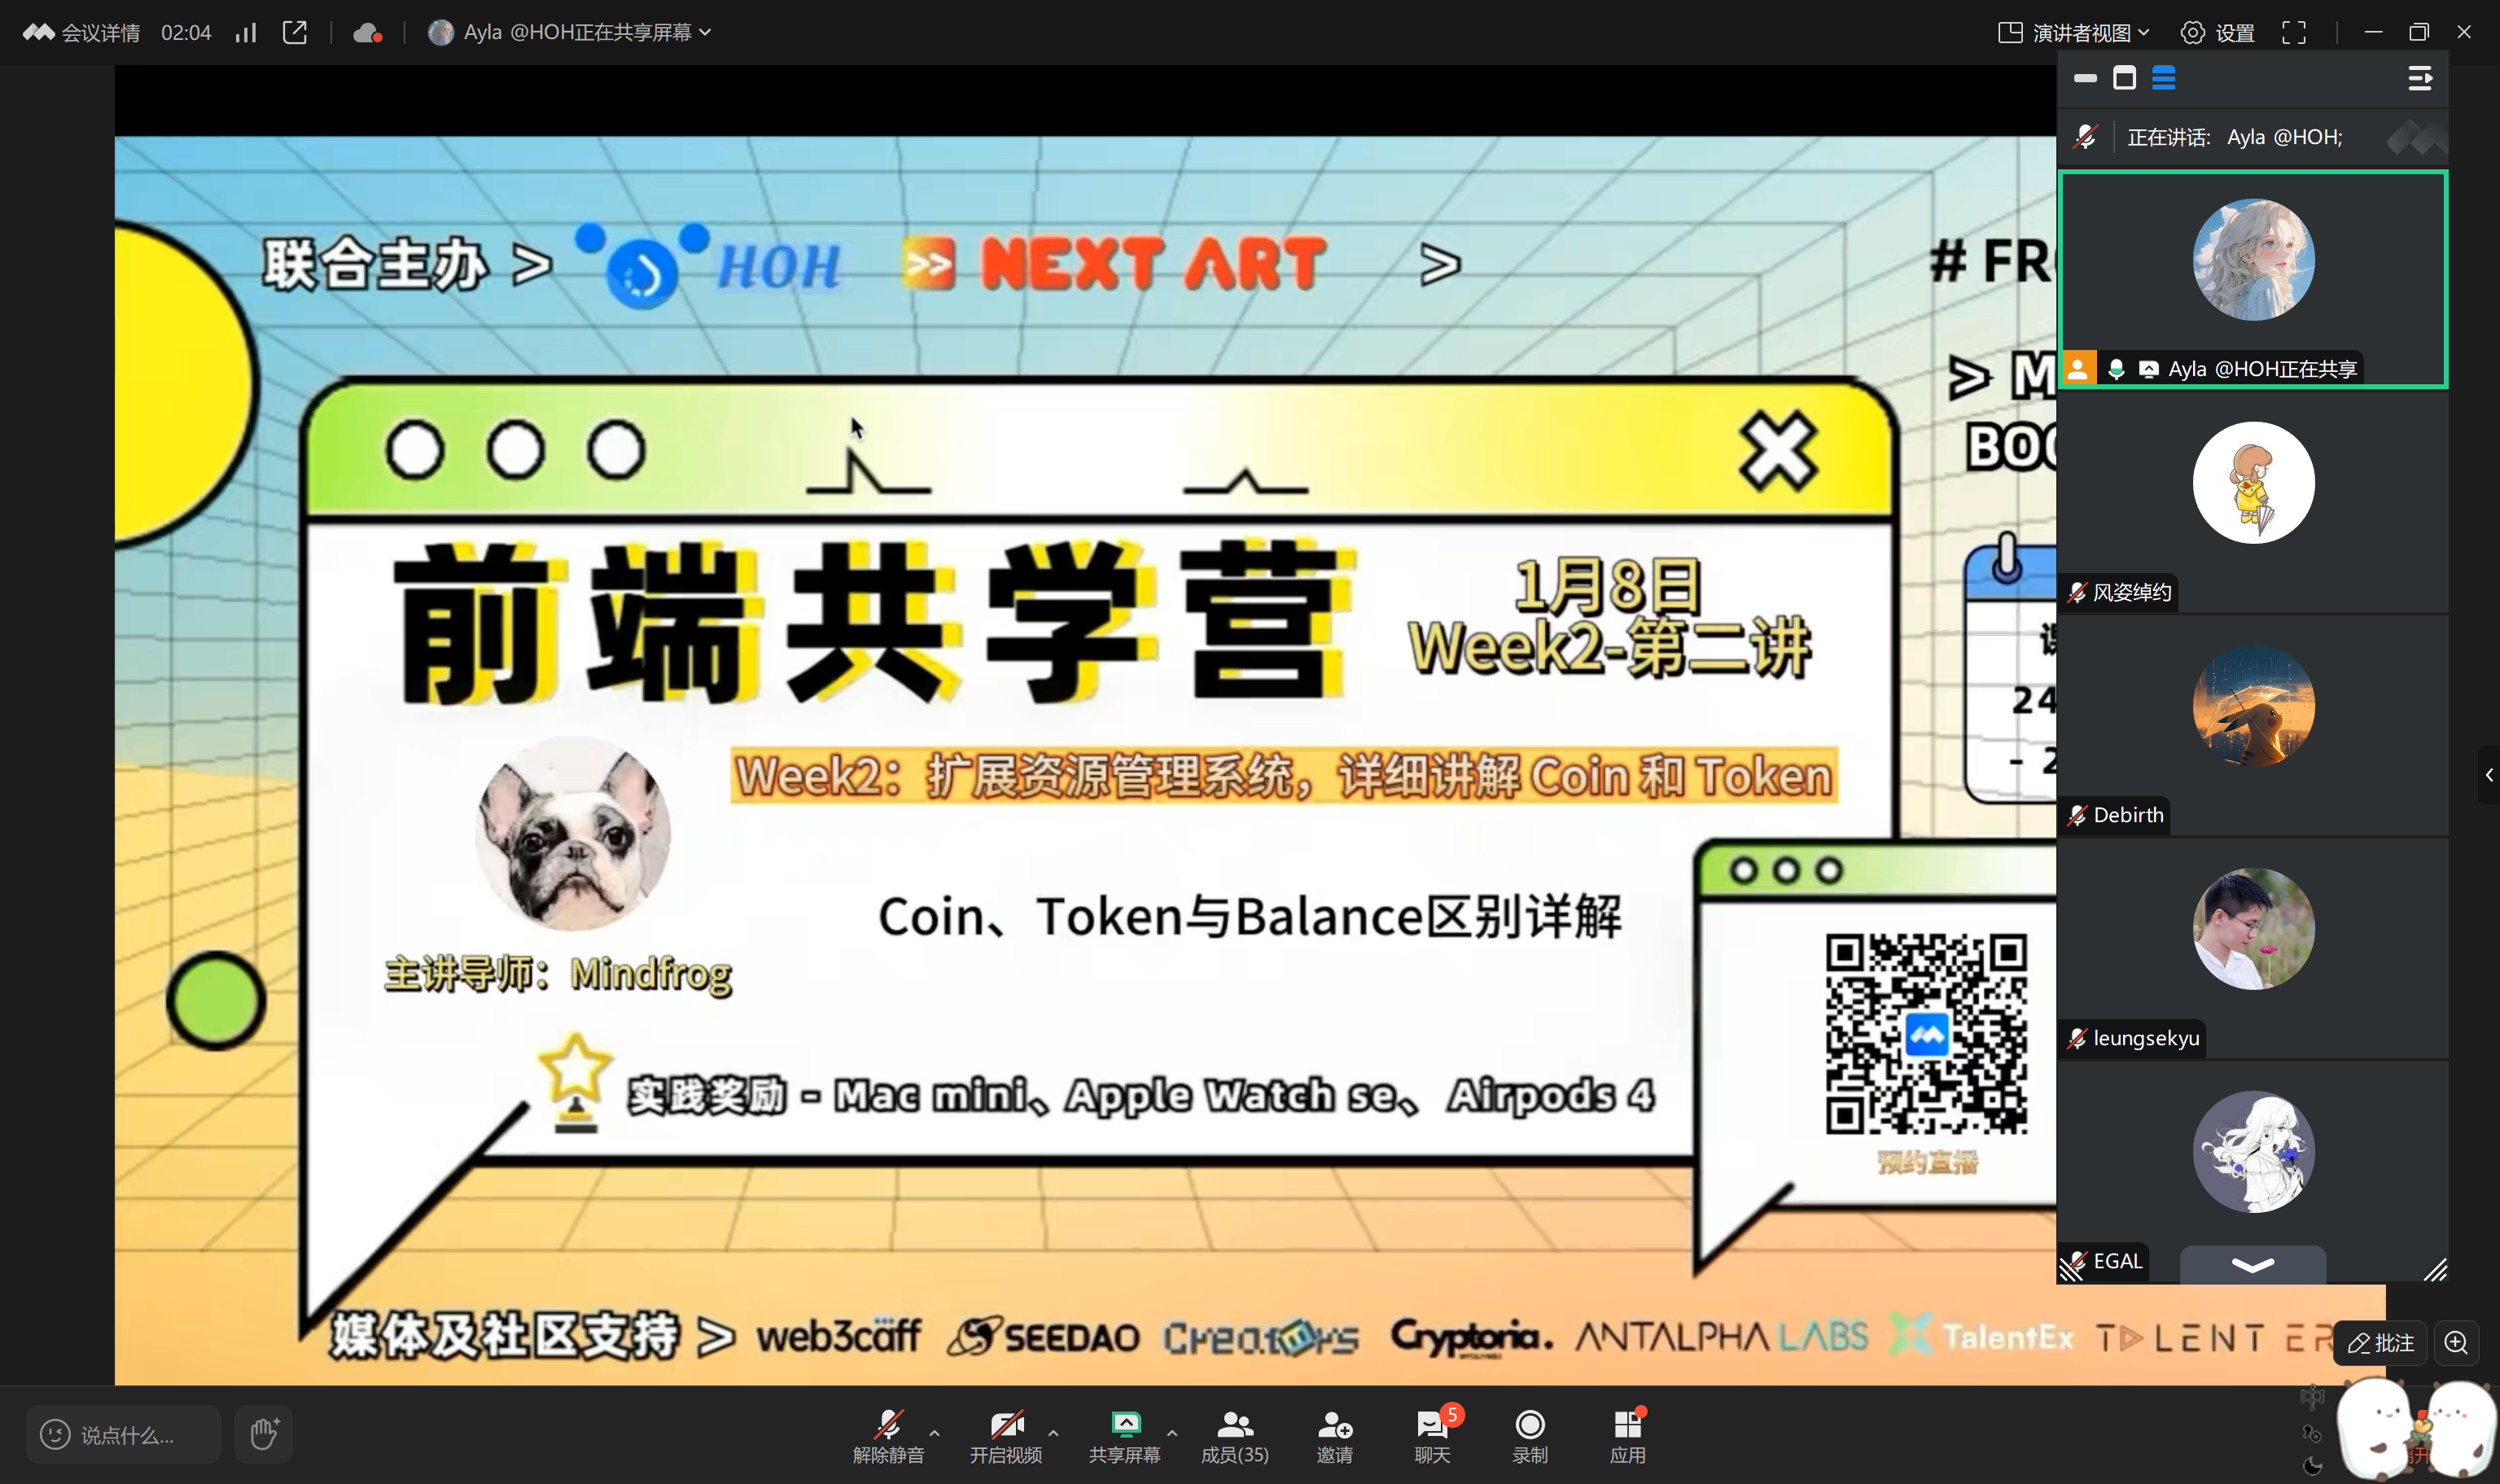 会议详情 02:04 Ayla @HOH正在共享屏幕
演讲者视图 设置
正在讲话: Ayla @HOH;
Ayla @HOH正在共享
风姿绰约
Debirth
leungsekyu
EGAL
联合主办 > HOH >> NEXT ART >
# FR
> M
BO
24
- 2
前端共学营
1月8日
Week2-第二讲
Week2：扩展资源管理系统，详细讲解 Coin 和 Token
Coin、Token与Balance区别详解
主讲导师：Mindfrog
实践奖励 - Mac mini、Apple Watch se、 Airpods 4
预约直播
媒体及社区支持 > web3caff SEEDAO Creators Cryptoria. ANTALPHA LABS TalentEx TALENT ER
批注
说点什么...
解除静音 开启视频 共享屏幕 成员(35) 邀请 5 聊天 录制 应用